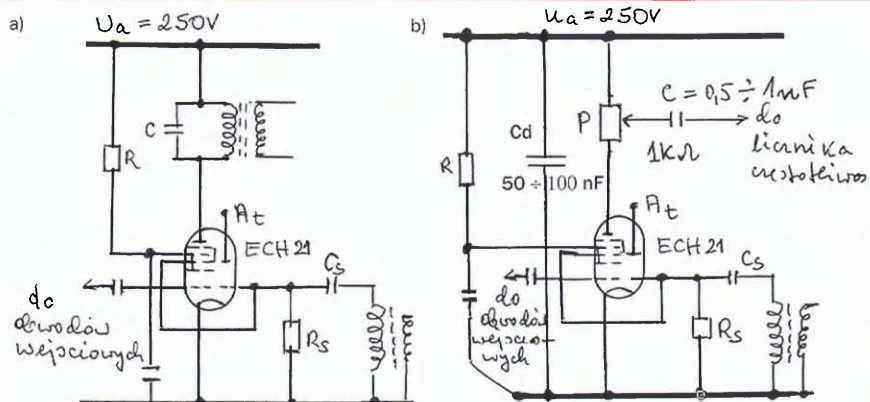 a)
Ua = 250V
C
R
At
ECH 21
Cs
do
obwodów
wejściowych
Rs
b)
Ua = 250V
C = 0,5 ÷ 1nF
P
do
licznika
częstotliwos
1KΩ
Cd
R
50 ÷ 100 nF
At
ECH 21
Cs
do
obwodów
wejścio
wych
Rs